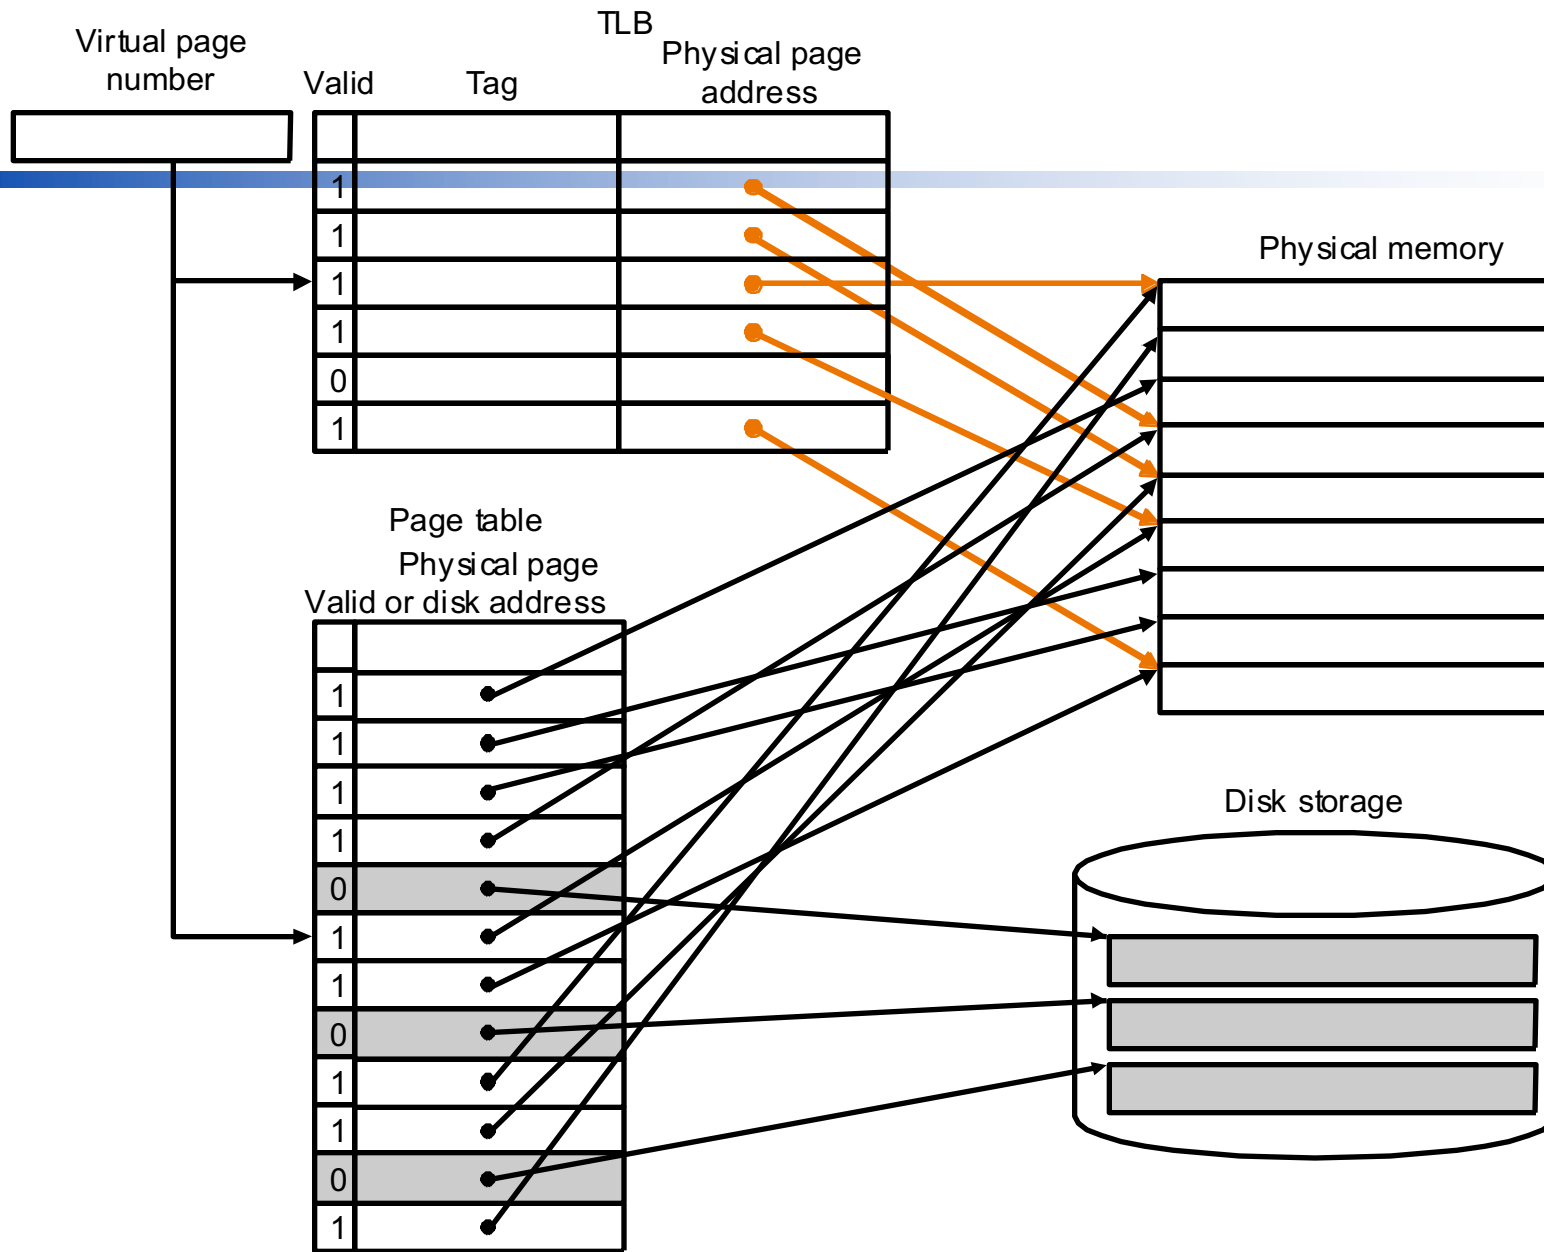 TLB
Virtual page
number
Valid
Tag
Physical page
address
1
1
1
1
0
1
Physical memory
Page table
Physical page
Valid or disk address
1
1
1
1
0
1
1
0
1
1
0
1
Disk storage